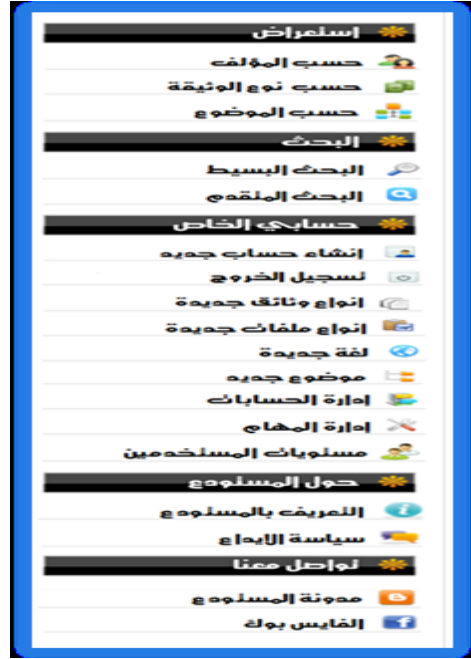 استعراض
حسب المؤلف
حسب نوع الوثيقة
حسب الموضوع
البحث
البحث البسيط
البحث المتقدم
حسابي الخاص
إنشاء حساب جديد
تسجيل الخروج
انواع وثائق جديدة
إنواع ملفات جديدة
لغة جديدة
موضوع جديد
إدارة الحسابات
إدارة المهام
مستويات المستخدمين
حول المستودع
التعريف بالمستودع
سياسة الإيداع
تواصل معنا
مدونة المستودع
الفايس بوك